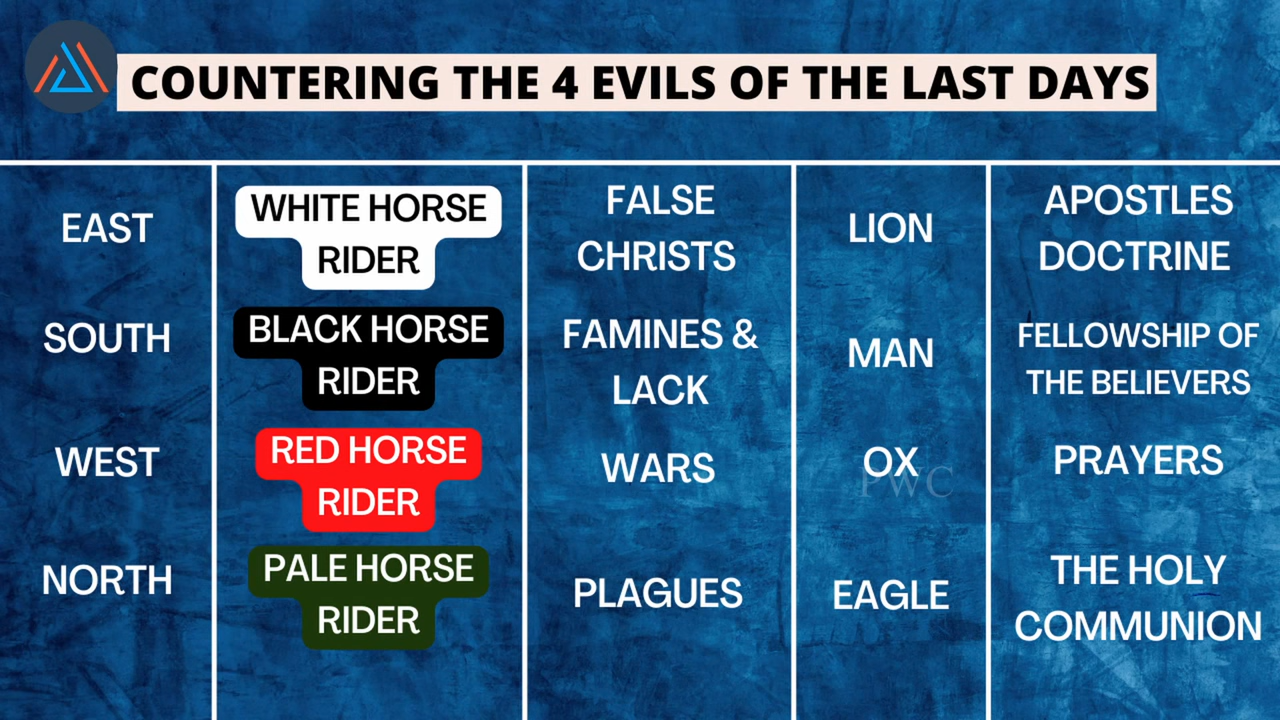 COUNTERING THE 4 EVILS OF THE LAST DAYS
EAST
WHITE HORSE
RIDER
FALSE
CHRISTS
LION
APOSTLES
DOCTRINE
SOUTH
BLACK HORSE
RIDER
FAMINES &
LACK
MAN
FELLOWSHIP OF
THE BELIEVERS
WEST
RED HORSE
RIDER
WARS
OX
PWC
PRAYERS
NORTH
PALE HORSE
RIDER
PLAGUES
EAGLE
THE HOLY
COMMUNION